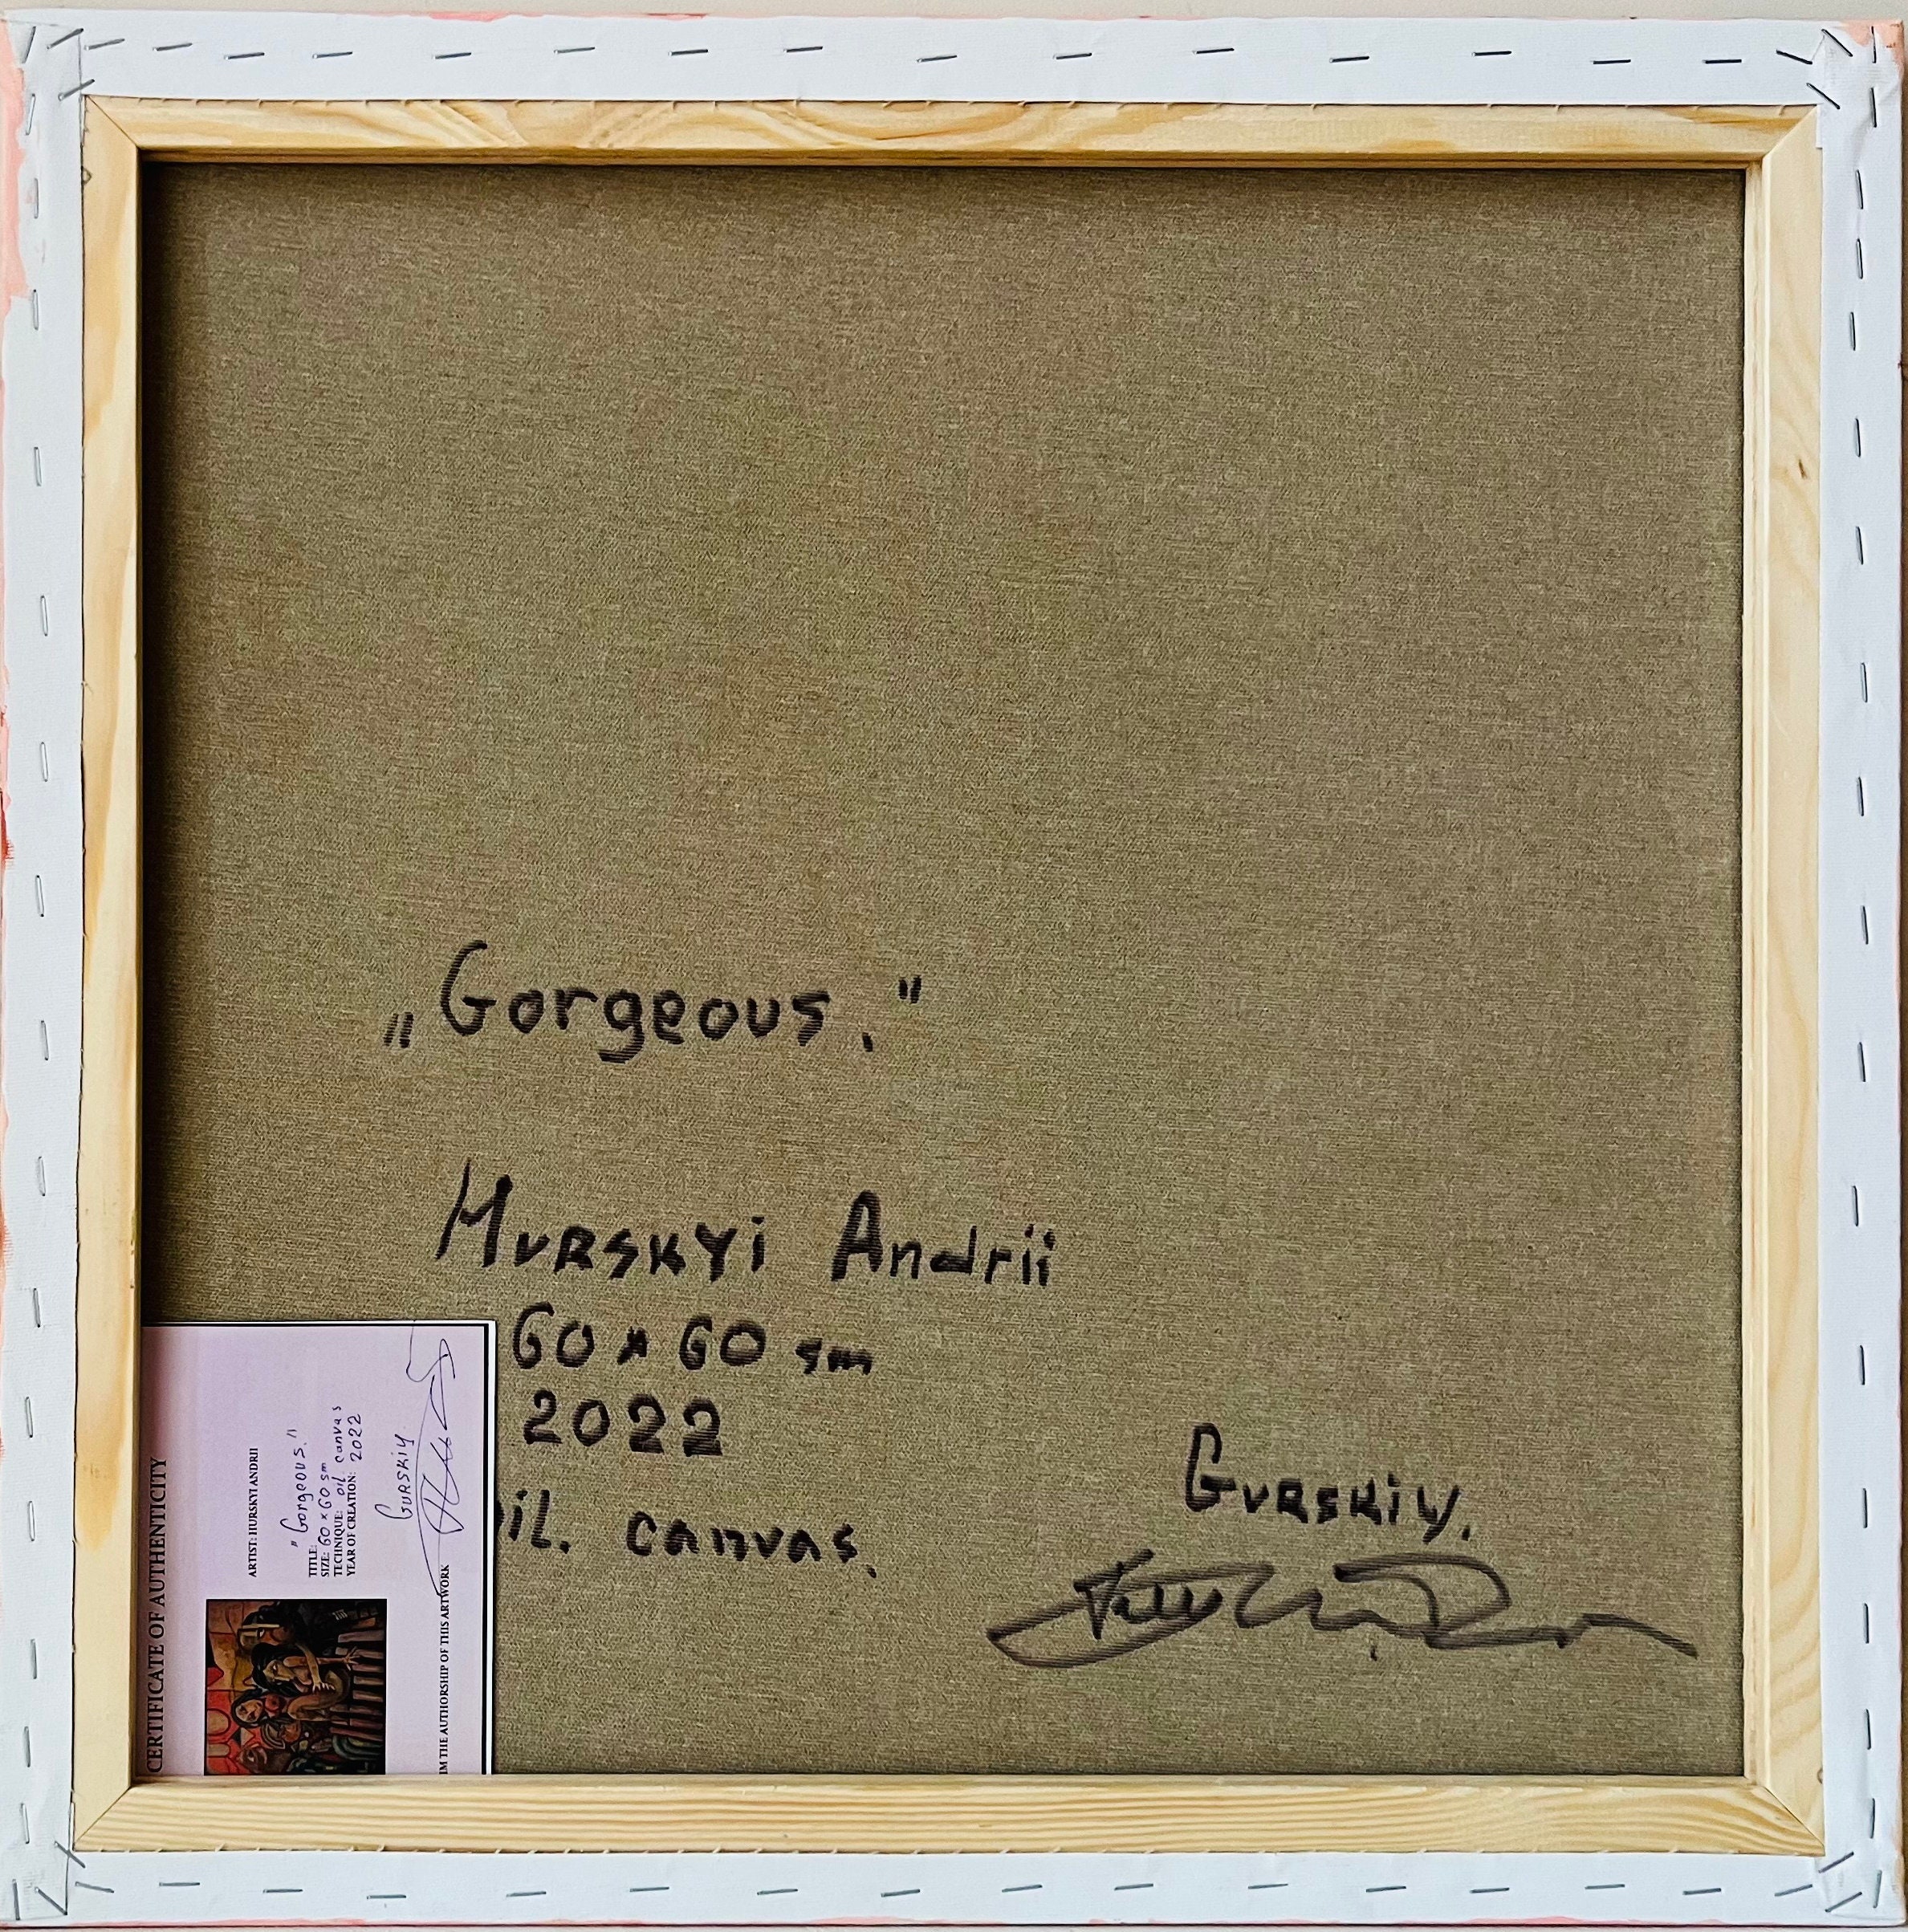 „Gorgeous."
HURSKYi Andrii
60 x 60 sm
2022
oil. canvas.
GURSKiy.
CERTIFICATE OF AUTHENTICITY
ARTIST: HURSKYI ANDRII
TITLE: "Gorgeous."
SIZE: 60 x 60 sm
TECHNIQUE: oil canvas
YEAR OF CREATION: 2022
GURSKiy
THE AUTHORSHIP OF THIS ARTWORK